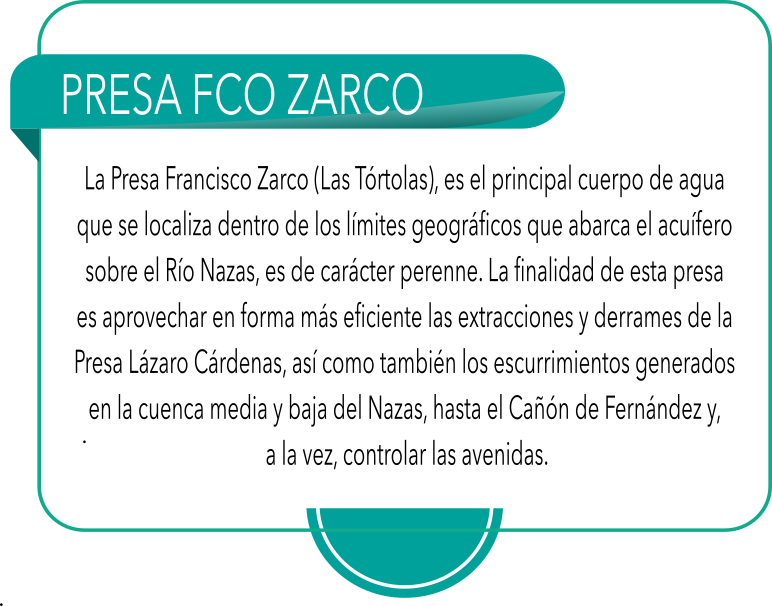 PRESA FCO ZARCO
La Presa Francisco Zarco (Las Tórtolas), es el principal cuerpo de agua
que se localiza dentro de los límites geográficos que abarca el acuífero
sobre el Río Nazas, es de carácter perenne. La finalidad de esta presa
es aprovechar en forma más eficiente las extracciones y derrames de la
Presa Lázaro Cárdenas, así como también los escurrimientos generados
en la cuenca media y baja del Nazas, hasta el Cañón de Fernández y,
a la vez, controlar las avenidas.